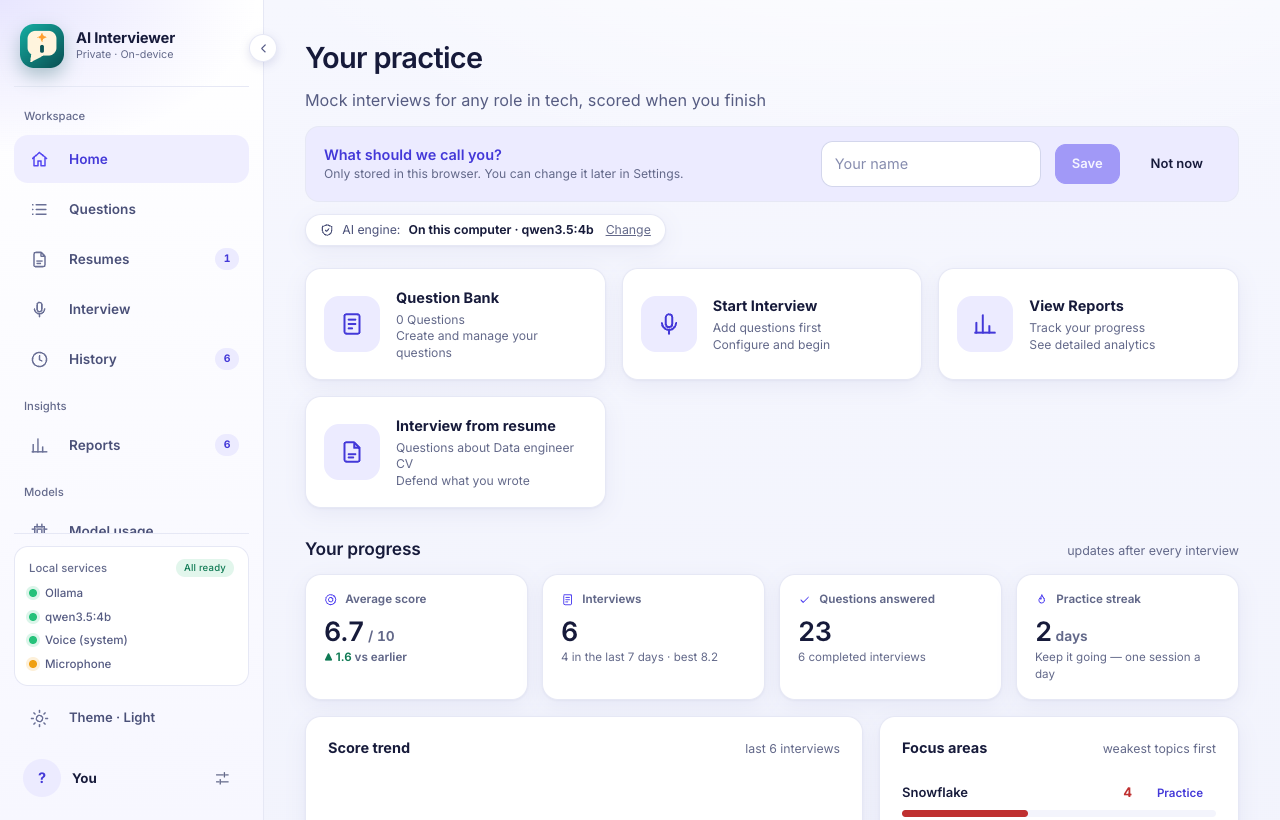 AI Interviewer
Private · On-device
Workspace
Home
Questions
Resumes 1
Interview
History 6
Insights
Reports 6
Models
Model usage
Local services All ready
Ollama
qwen3.5:4b
Voice (system)
Microphone
Theme · Light
? You
Your practice
Mock interviews for any role in tech, scored when you finish
What should we call you?
Only stored in this browser. You can change it later in Settings.
Your name Save Not now
AI engine: On this computer · qwen3.5:4b Change
Question Bank
0 Questions
Create and manage your
questions
Start Interview
Add questions first
Configure and begin
View Reports
Track your progress
See detailed analytics
Interview from resume
Questions about Data engineer
CV
Defend what you wrote
Your progress updates after every interview
Average score
6.7 / 10
▲ 1.6 vs earlier
Interviews
6
4 in the last 7 days · best 8.2
Questions answered
23
6 completed interviews
Practice streak
2 days
Keep it going — one session a
day
Score trend last 6 interviews
Focus areas weakest topics first
Snowflake 4 Practice